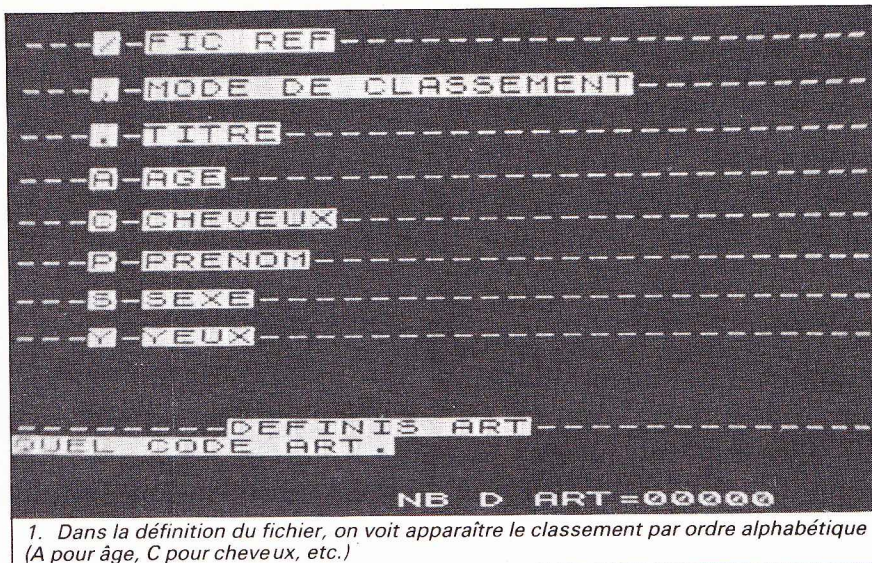 ---/-FIC REF--------------------
---,-MODE DE CLASSEMENT---------
---.-TITRE----------------------
---A-AGE------------------------
---C-CHEVEUX--------------------
---P-PRENOM---------------------
---S-SEXE-----------------------
---Y-YEUX-----------------------
--------DEFINIS ART-------------
QUEL CODE ART.
NB D ART=00000
1. Dans la définition du fichier, on voit apparaître le classement par ordre alphabétique
(A pour âge, C pour cheveux, etc.)